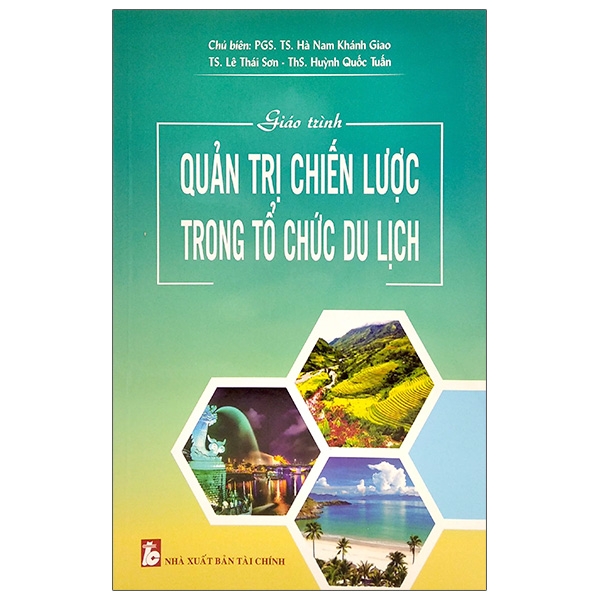 Chủ biên: PGS. TS. Hà Nam Khánh Giao
TS. Lê Thái Sơn - ThS. Huỳnh Quốc Tuấn
Giáo trình
QUẢN TRỊ CHIẾN LƯỢC
TRONG TỔ CHỨC DU LỊCH
NHÀ XUẤT BẢN TÀI CHÍNH